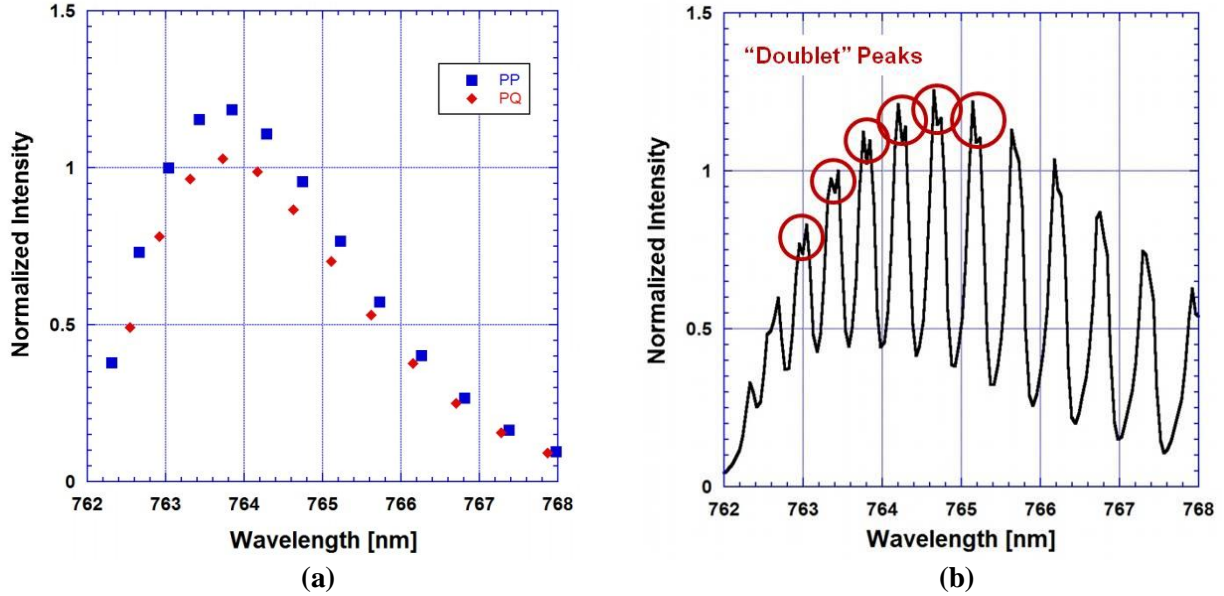 1.5
1
0.5
0
Normalized Intensity
PP
PQ
762 763 764 765 766 767 768
Wavelength [nm]
(a)
1.5
1
0.5
0
Normalized Intensity
“Doublet” Peaks
762 763 764 765 766 767 768
Wavelength [nm]
(b)